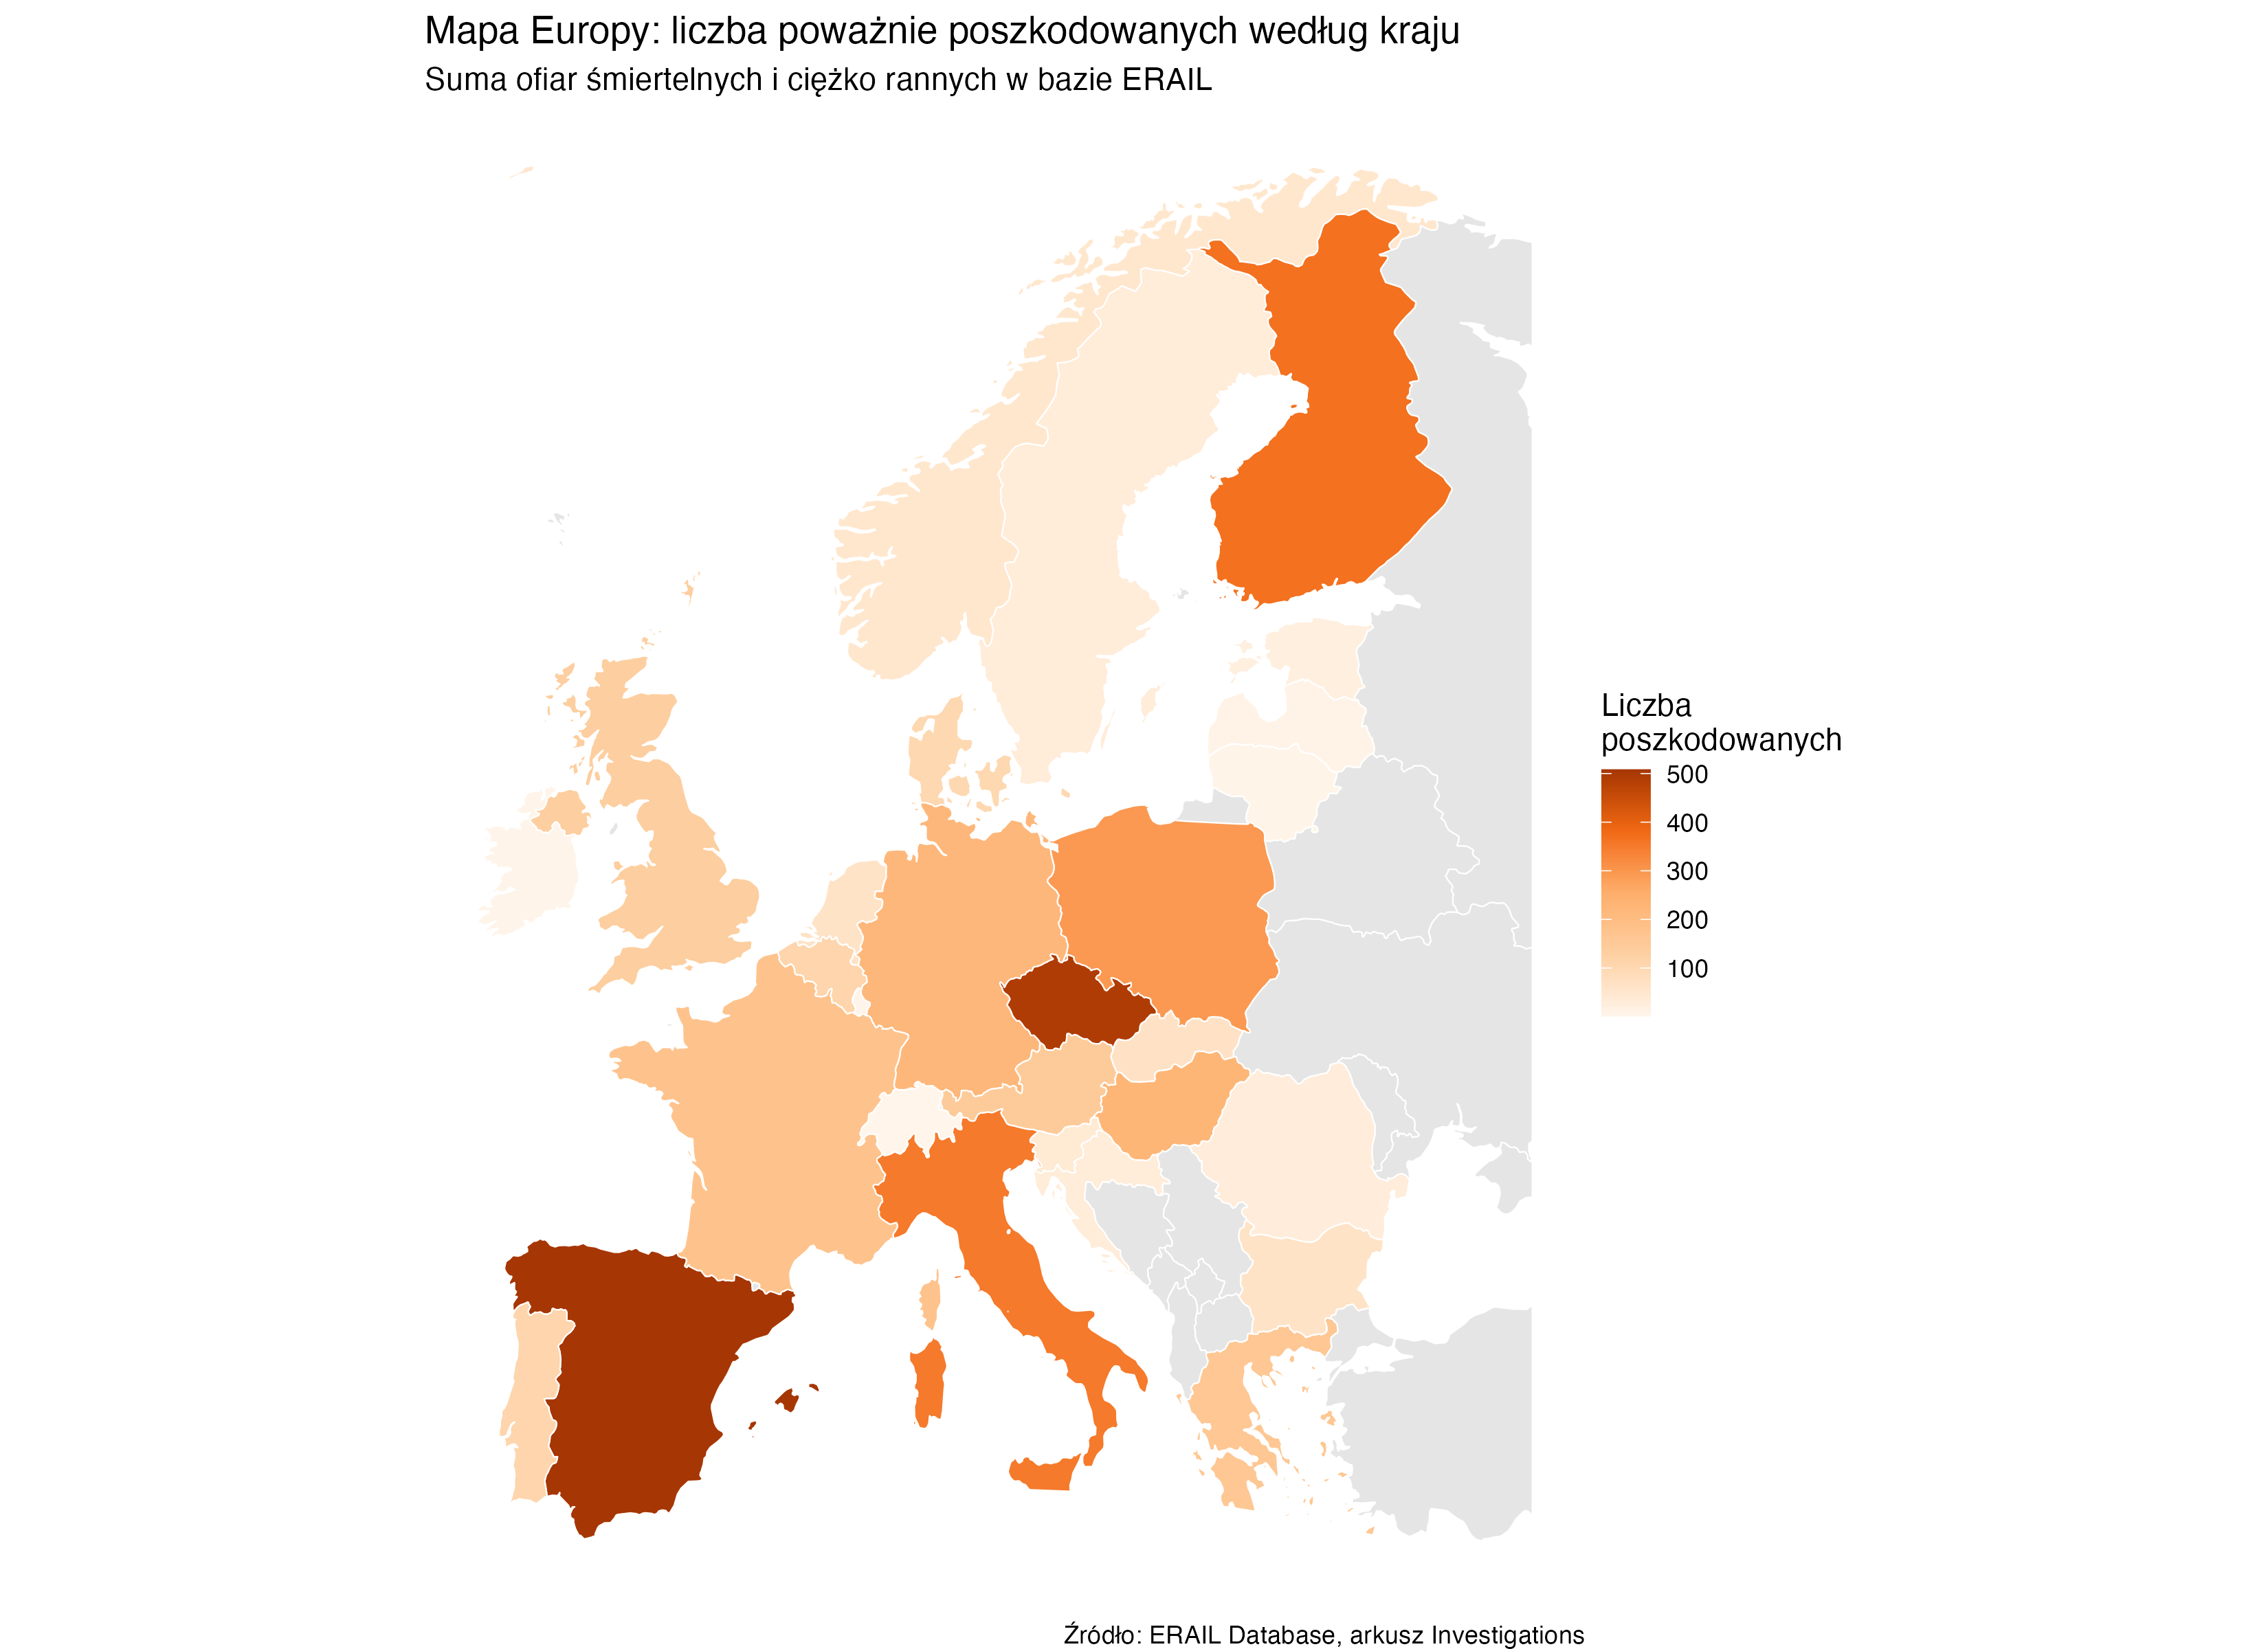 Mapa Europy: liczba poważnie poszkodowanych według kraju
Suma ofiar śmiertelnych i ciężko rannych w bazie ERAIL
Liczba
poszkodowanych
500
400
300
200
100
Źródło: ERAIL Database, arkusz Investigations